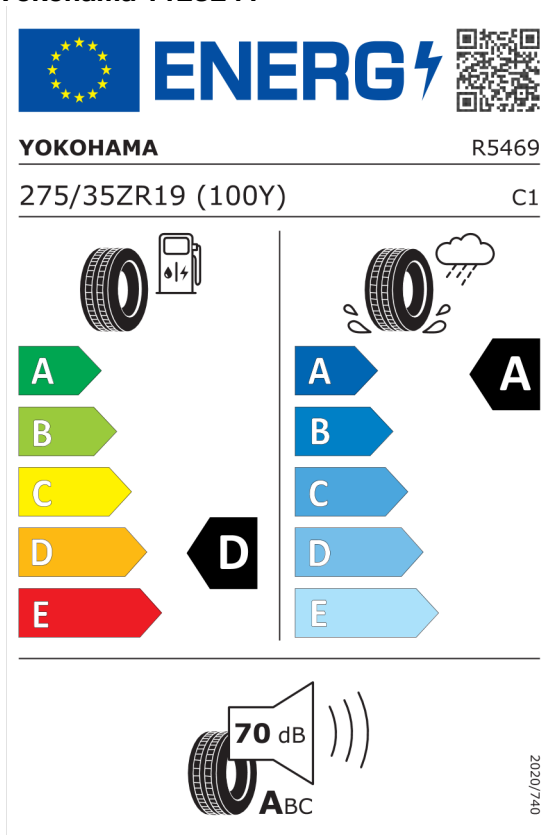 ENERG
YOKOHAMA R5469
275/35ZR19 (100Y) C1
A A A
B B
C C
D D D
E E
70 dB
ABC
2020/740